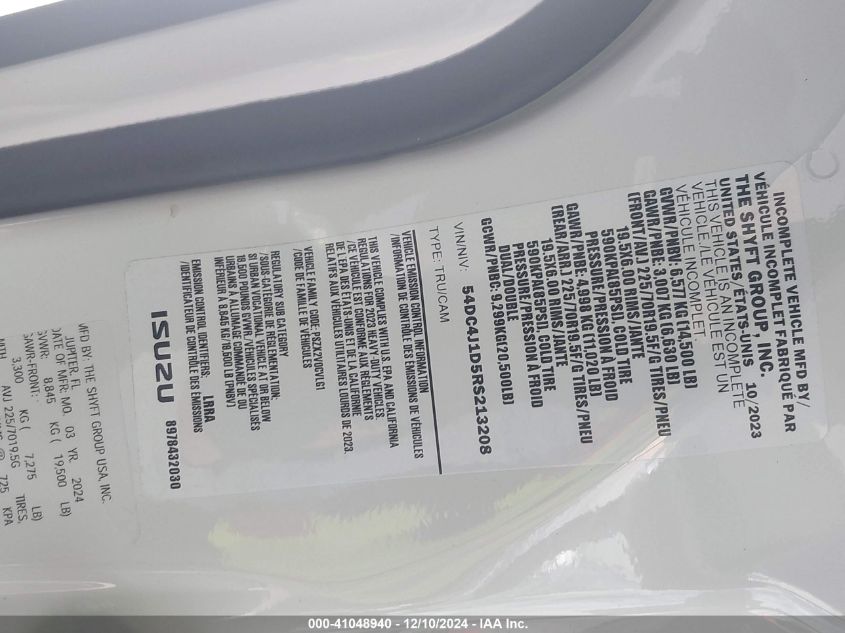 INCOMPLETE VEHICLE MFD BY/
VÉHICULE INCOMPLET FABRIQUÉ PAR
THE SHYFT GROUP, INC.
UNITED STATES/ÉTATS-UNIS 10/2023
THIS VEHICLE IS AN INCOMPLETE
VEHICLE./LE VÉHICULE EST UN
VÉHICULE INCOMPLET.
GVWR/PNBV: 6,577 KG (14,500 LB)
GAWR/PNBE: 3,007 KG (6,630 LB)
(FRONT/AV.) 225/70R19.5F/G TIRES/PNEU
19.5X6.00 RIMS/JANTE
590KPA(85PSI), COLD TIRE
PRESSURE/PRESSION À FROID
GAWR/PNBE: 4,998 KG (11,020 LB)
(REAR/ARR.) 225/70R19.5F/G TIRES/PNEU
19.5X6.00 RIMS/JANTE
590KPA(85PSI), COLD TIRE
PRESSURE/PRESSION À FROID
DUAL/DOUBLE
GCWR/PNBC: 9,299KG(20,500LB)
VIN/NIV: 54DC4J1D5RS213208
TYPE: TRU/CAM
VEHICLE EMISSION CONTROL INFORMATION
/INFORMATION DE CONTRÔLE DES ÉMISSIONS DE VÉHICULES
THIS VEHICLE COMPLIES WITH U.S. EPA AND CALIFORNIA
REGULATIONS FOR 2023 HEAVY-DUTY VEHICLES.
/CE VÉHICULE EST CONFORME AUX RÈGLEMENTS
DE L'EPA DES ÉTATS-UNIS ET DE LA CALIFORNIE
RELATIFS AUX VÉHICULES UTILITAIRES LOURDS DE 2023.
VEHICLE FAMILY CODE: PSZX2VOCVLG1
/CODE DE FAMILLE DE VÉHICULES
REGULATORY SUB CATEGORY
/SOUS-CATÉGORIE DE RÉGLEMENTATION:
SI URBAN VOCATIONAL VEHICLE AT OR BELOW
19,500 POUNDS GVWR / VÉHICULES SPÉCIALISÉS
URBAINS À ALLUMAGE COMMANDÉ DE OU
INFÉRIEUR À 8,845 KG (19,500 LB) (PNBV)
EMISSION CONTROL IDENTIFIERS: LRRA
/IDENTIFICATEUR DE CONTRÔLE DES ÉMISSIONS
ISUZU 8978432030
MFD BY: THE SHYFT GROUP USA, INC.
JUPITER, FL
DATE OF MFR: MO. 03 YR. 2024
GVWR: 8,845 KG ( 19,500 LB)
GAWR-FRONT:
3,300 KG ( 7,275 LB)
AVJ 225/7019,5G TIRES,
725 KPA
000-41048940 - 12/10/2024 - IAA Inc.